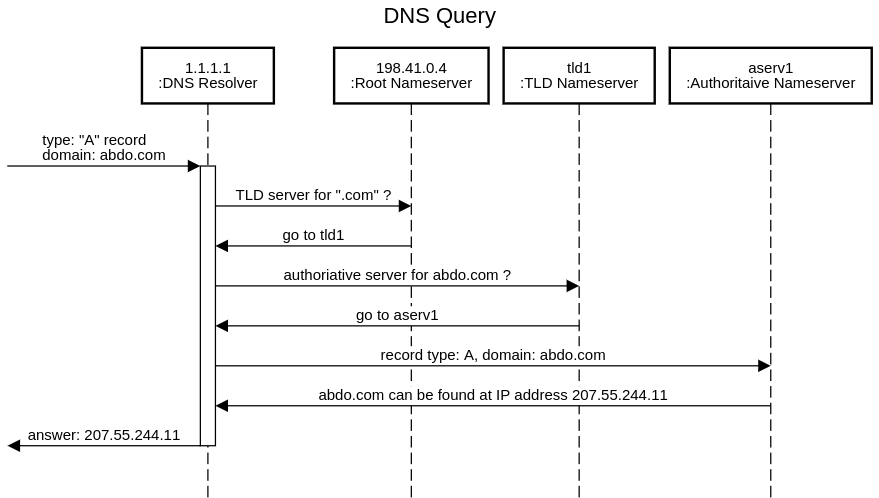 DNS Query
1.1.1.1
:DNS Resolver
198.41.0.4
:Root Nameserver
tld1
:TLD Nameserver
aserv1
:Authoritaive Nameserver
type: "A" record
domain: abdo.com
TLD server for ".com" ?
go to tld1
authoriative server for abdo.com ?
go to aserv1
record type: A, domain: abdo.com
abdo.com can be found at IP address 207.55.244.11
answer: 207.55.244.11